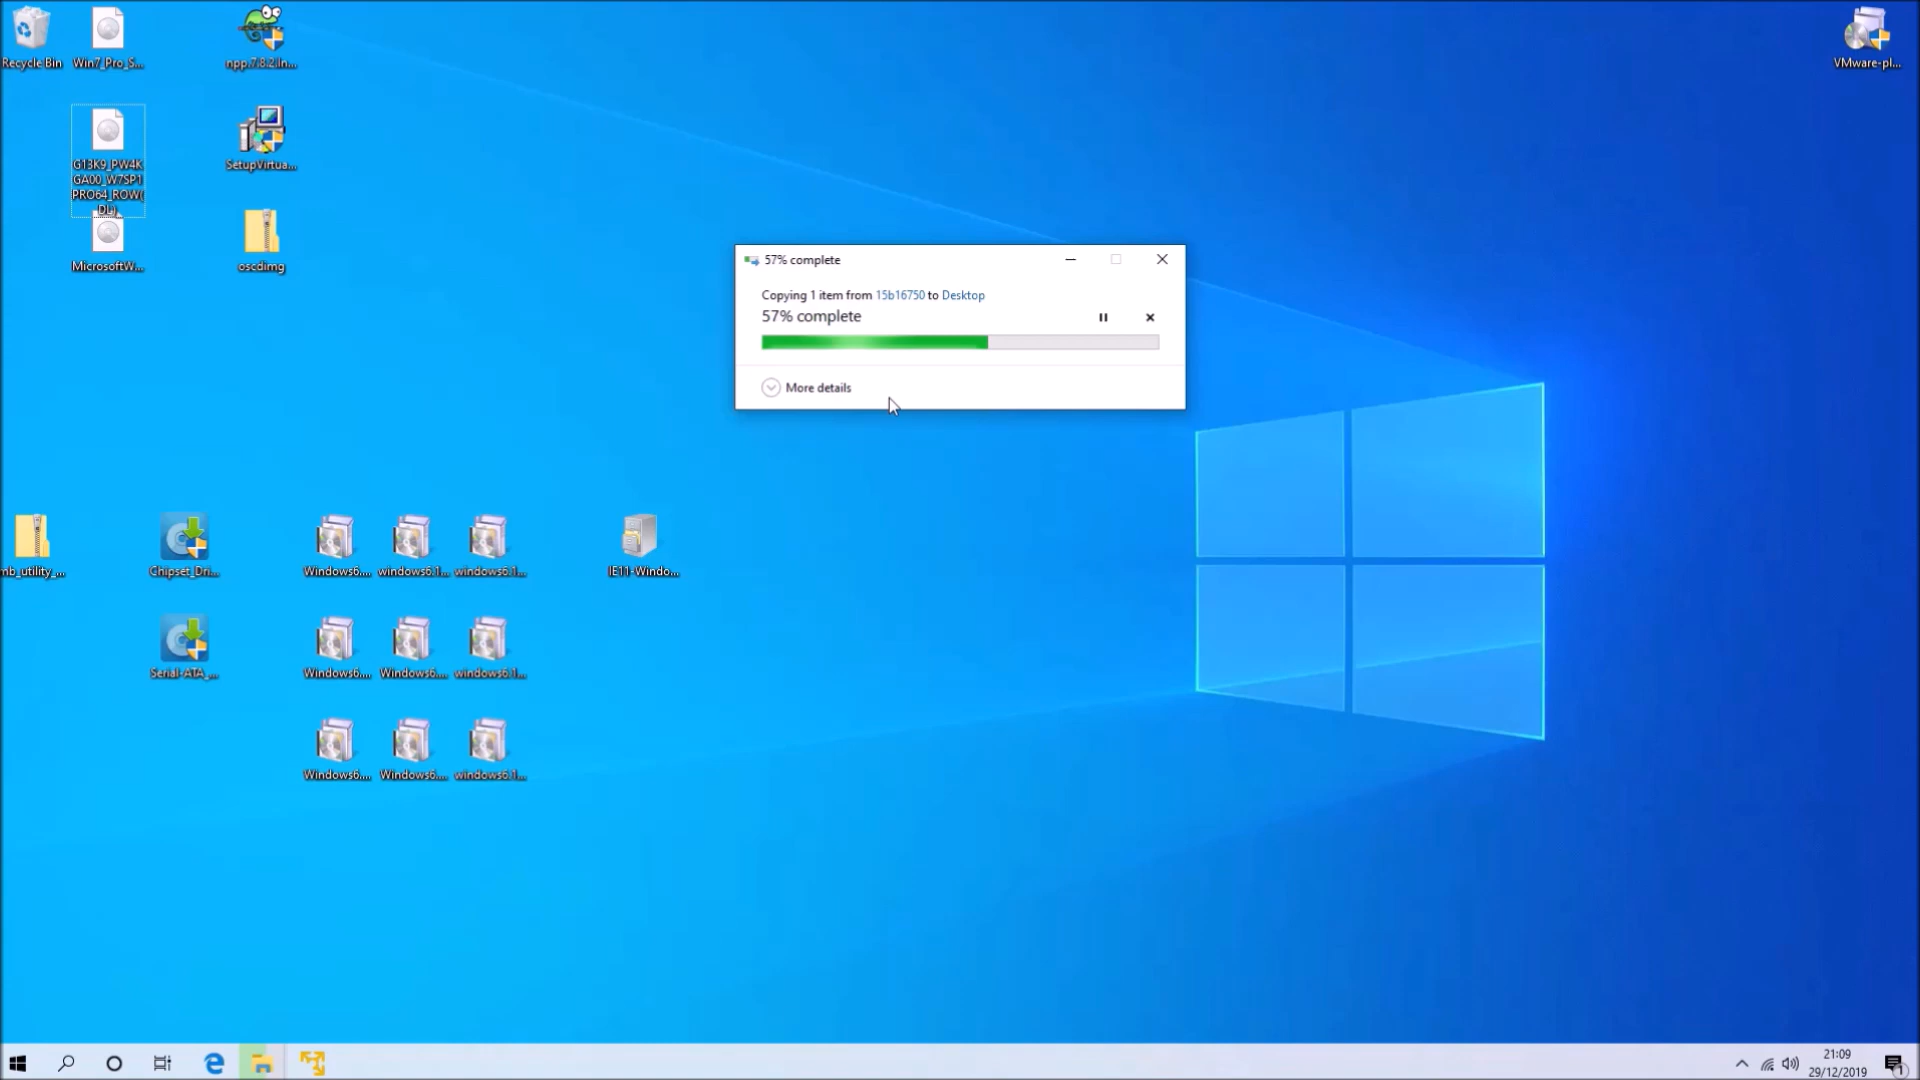 Recycle Bin
Win7_Pro_S...
npp.7.8.2.In...
VMware-pl...
G13K9_PW4K
GA00_W7SP1
PRO64_ROW(
DL)
SetupVirtua...
MicrosoftW...
oscdimg
57% complete
Copying 1 item from 15b16750 to Desktop
57% complete
More details
mb_utility_...
Chipset_Dri...
Windows6....
windows6.1...
windows6.1...
IE11-Windo...
Serial-ATA_...
Windows6....
Windows6....
windows6.1...
Windows6....
Windows6....
windows6.1...
21:09
29/12/2019
1